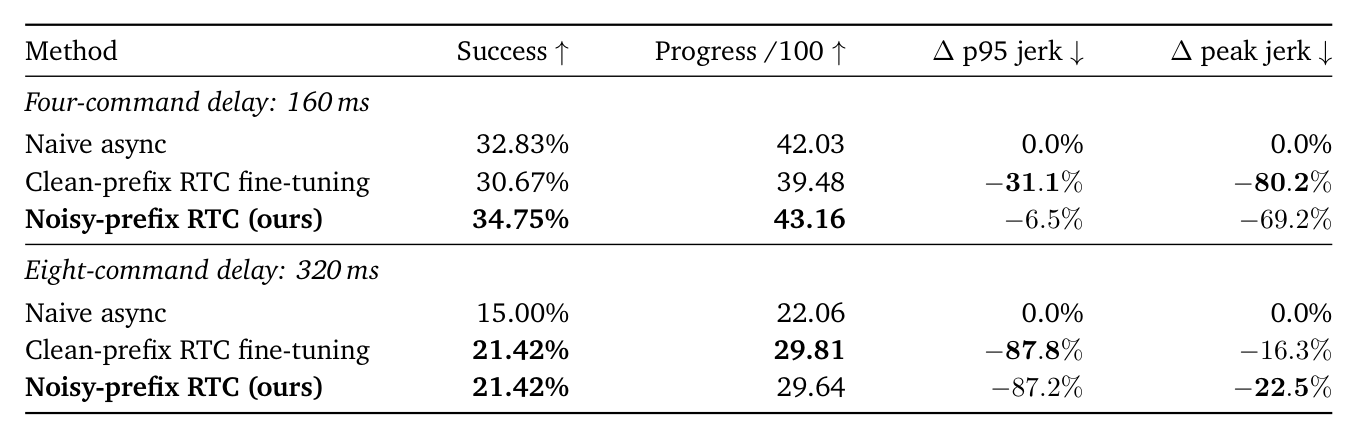 Method Success ↑ Progress /100 ↑ Δ p95 jerk ↓ Δ peak jerk ↓
Four-command delay: 160 ms
Naive async 32.83% 42.03 0.0% 0.0%
Clean-prefix RTC fine-tuning 30.67% 39.48 −31.1% −80.2%
Noisy-prefix RTC (ours) 34.75% 43.16 −6.5% −69.2%
Eight-command delay: 320 ms
Naive async 15.00% 22.06 0.0% 0.0%
Clean-prefix RTC fine-tuning 21.42% 29.81 −87.8% −16.3%
Noisy-prefix RTC (ours) 21.42% 29.64 −87.2% −22.5%